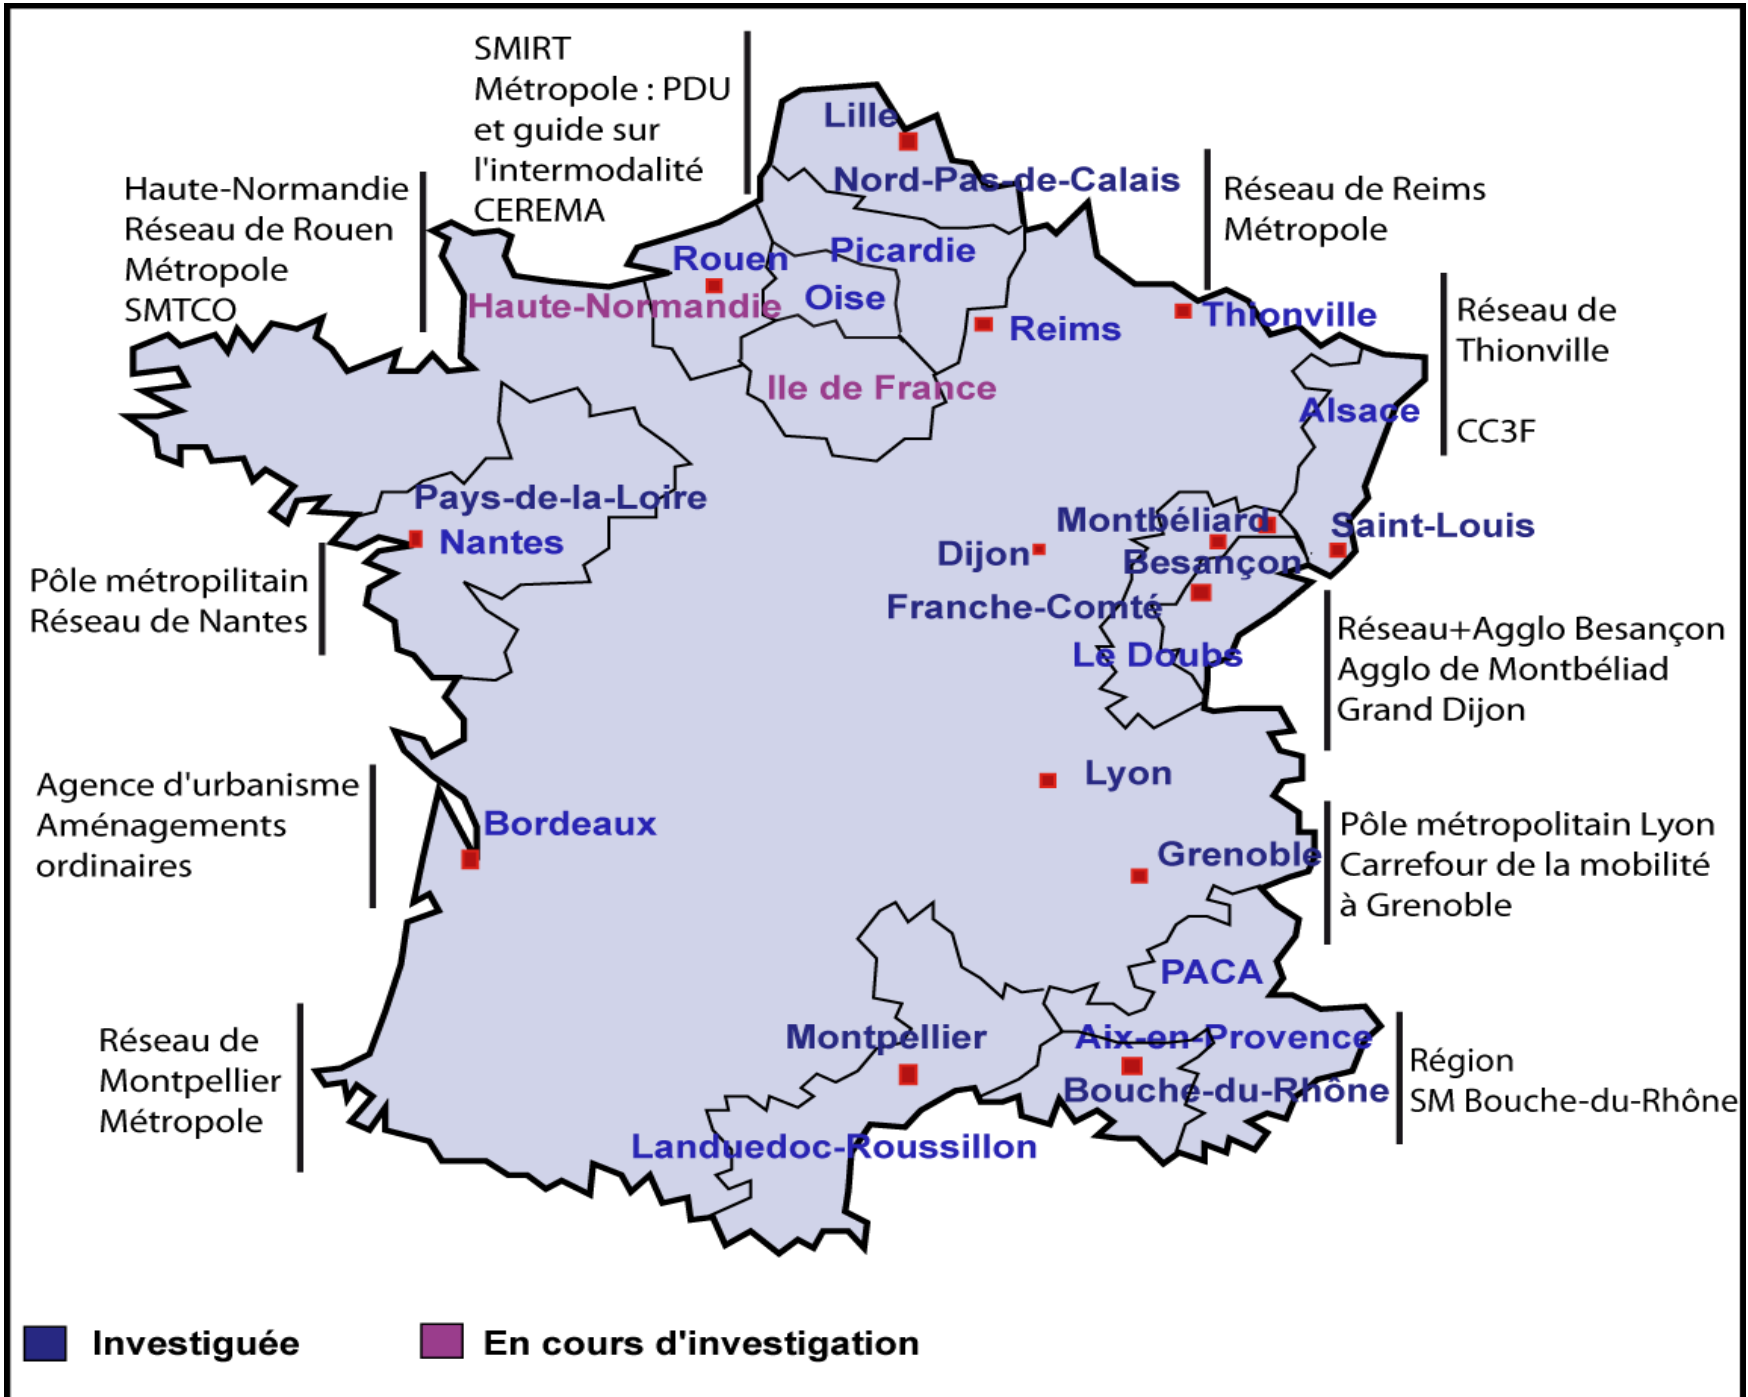 SMIRT
Métropole : PDU
et guide sur
l'intermodalité
CEREMA
Haute-Normandie
Réseau de Rouen
Métropole
SMTCO
Lille
Nord-Pas-de-Calais
Réseau de Reims
Métropole
Rouen
Picardie
Oise
Haute-Normandie
Reims
Thionville
Réseau de
Thionville
CC3F
Ile de France
Alsace
Pays-de-la-Loire
Nantes
Montbéliard
Saint-Louis
Dijon
Besançon
Franche-Comté
Le Doubs
Pôle métropilitain
Réseau de Nantes
Réseau+Agglo Besançon
Agglo de Montbéliad
Grand Dijon
Lyon
Agence d'urbanisme
Aménagements
ordinaires
Bordeaux
Grenoble
Pôle métropolitain Lyon
Carrefour de la mobilité
à Grenoble
PACA
Réseau de
Montpellier
Métropole
Montpellier
Aix-en-Provence
Bouche-du-Rhône
Région
SM Bouche-du-Rhône
Landuedoc-Roussillon
Investiguée
En cours d'investigation